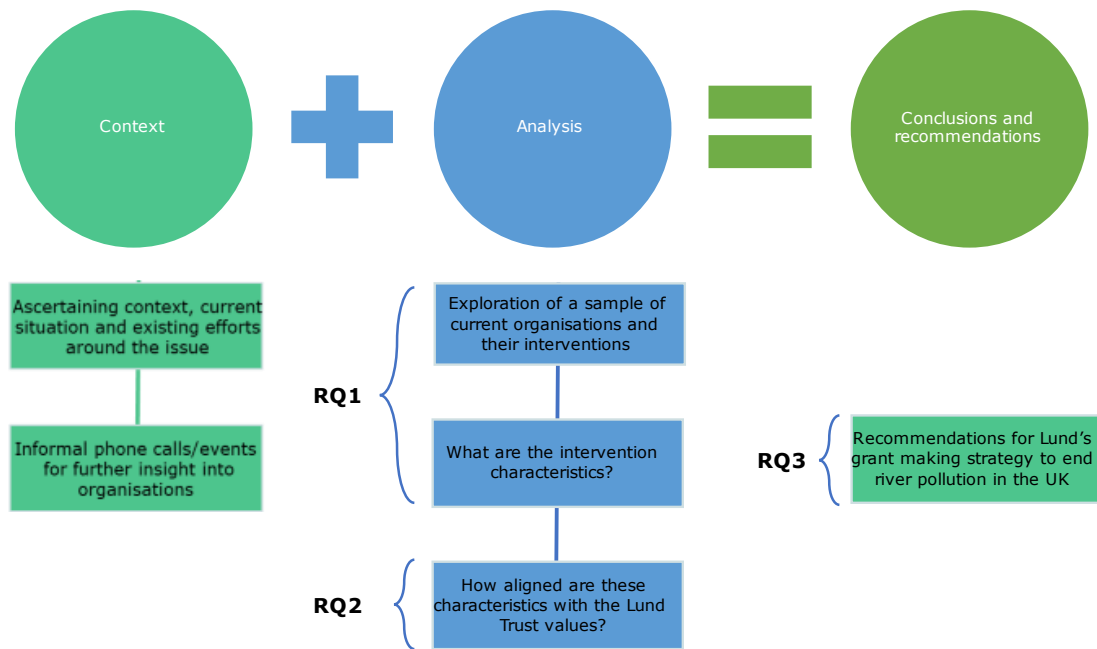 Context
Analysis
Conclusions and
recommendations
Ascertaining context, current
situation and existing efforts
around the issue
Informal phone calls/events
for further insight into
organisations
RQ1
Exploration of a sample of
current organisations and
their interventions
What are the intervention
characteristics?
RQ2
How aligned are these
characteristics with the Lund
Trust values?
RQ3
Recommendations for Lund’s
grant making strategy to end
river pollution in the UK